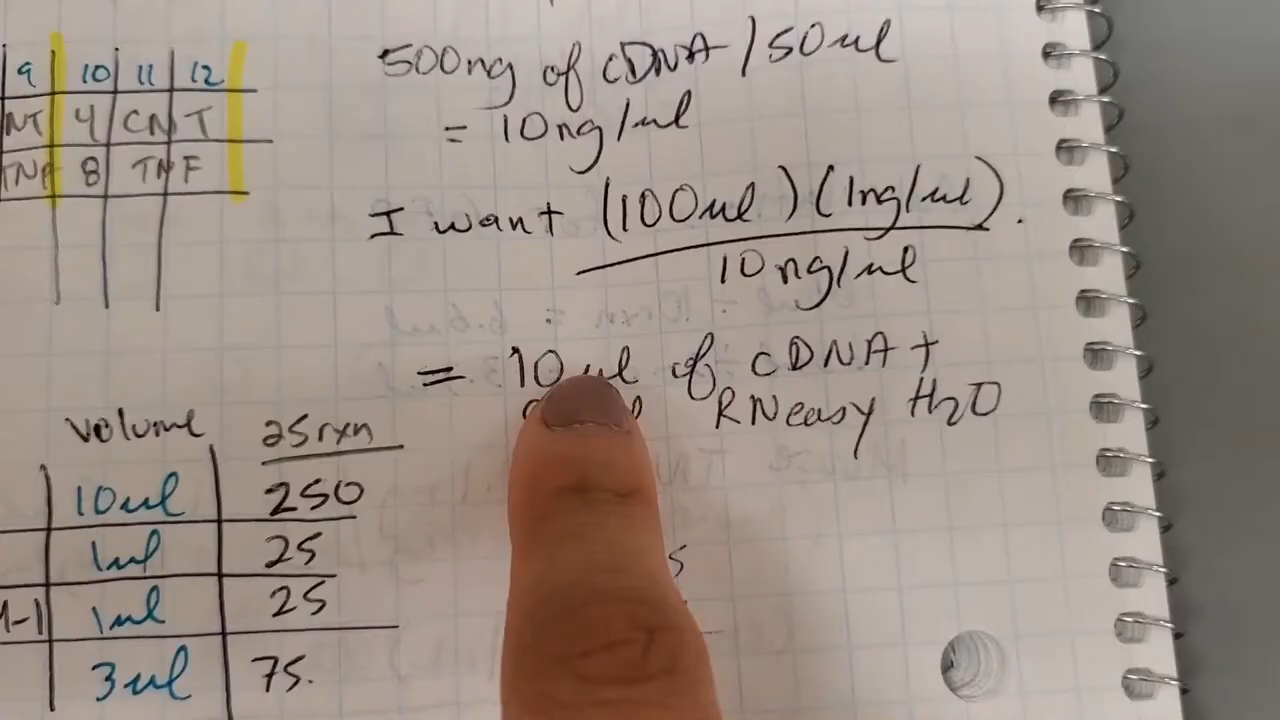 9 10 11 12
NT 4 CNT
TNF 8 TNF
500ng of cDNA/50ul
= 10ng/ul
I want (100ul)(1ng/ul).
10ng/ul
= 10ul of cDNA +
RNeasy H2O
volume 25rxn
10ul 250
1ul 25
1ul 25
3ul 75.